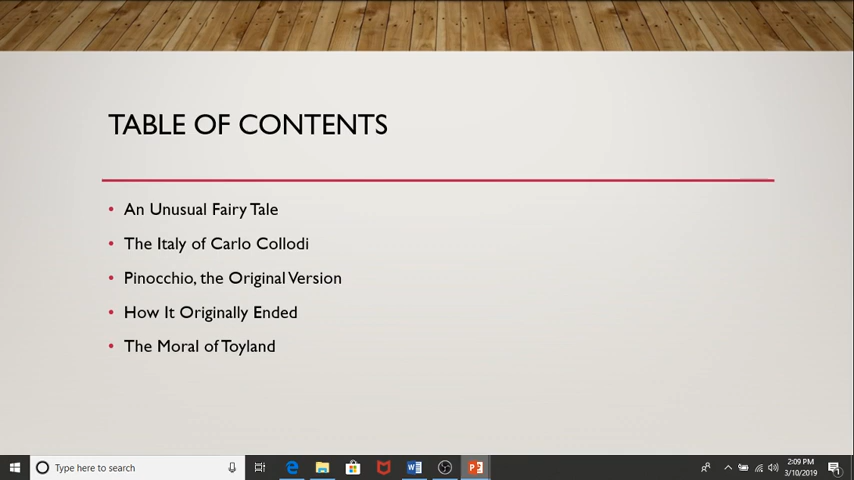 TABLE OF CONTENTS
• An Unusual Fairy Tale
• The Italy of Carlo Collodi
• Pinocchio, the Original Version
• How It Originally Ended
• The Moral of Toyland
Type here to search
2:09 PM
3/10/2019